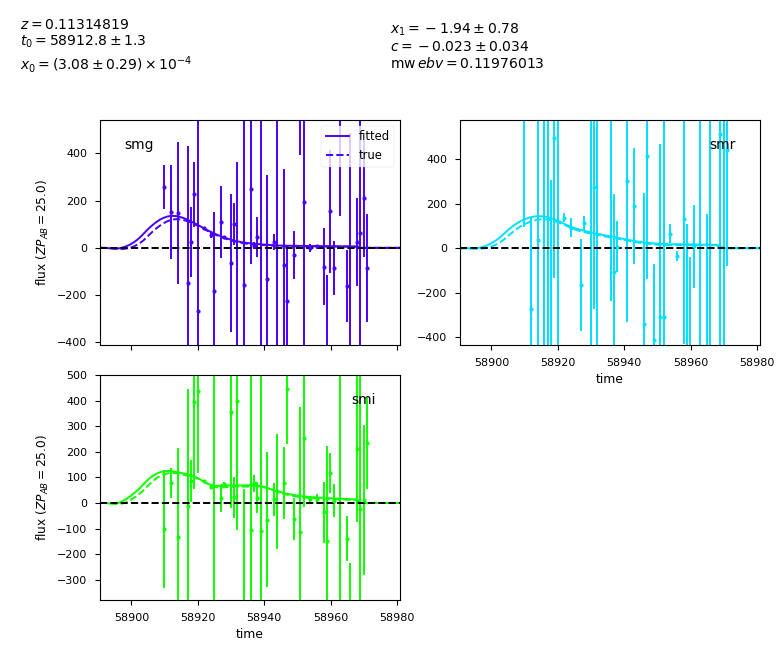 z = 0.11314819
t₀ = 58912.8 ± 1.3
x₀ = (3.08 ± 0.29) × 10⁻⁴
x₁ = −1.94 ± 0.78
c = −0.023 ± 0.034
mw ebv = 0.11976013
smg
fitted
true
400
200
0
−200
−400
flux (ZP_AB = 25.0)
smr
400
200
0
−200
−400
58900 58920 58940 58960 58980
time
smi
500
400
300
200
100
0
−100
−200
−300
flux (ZP_AB = 25.0)
58900 58920 58940 58960 58980
time